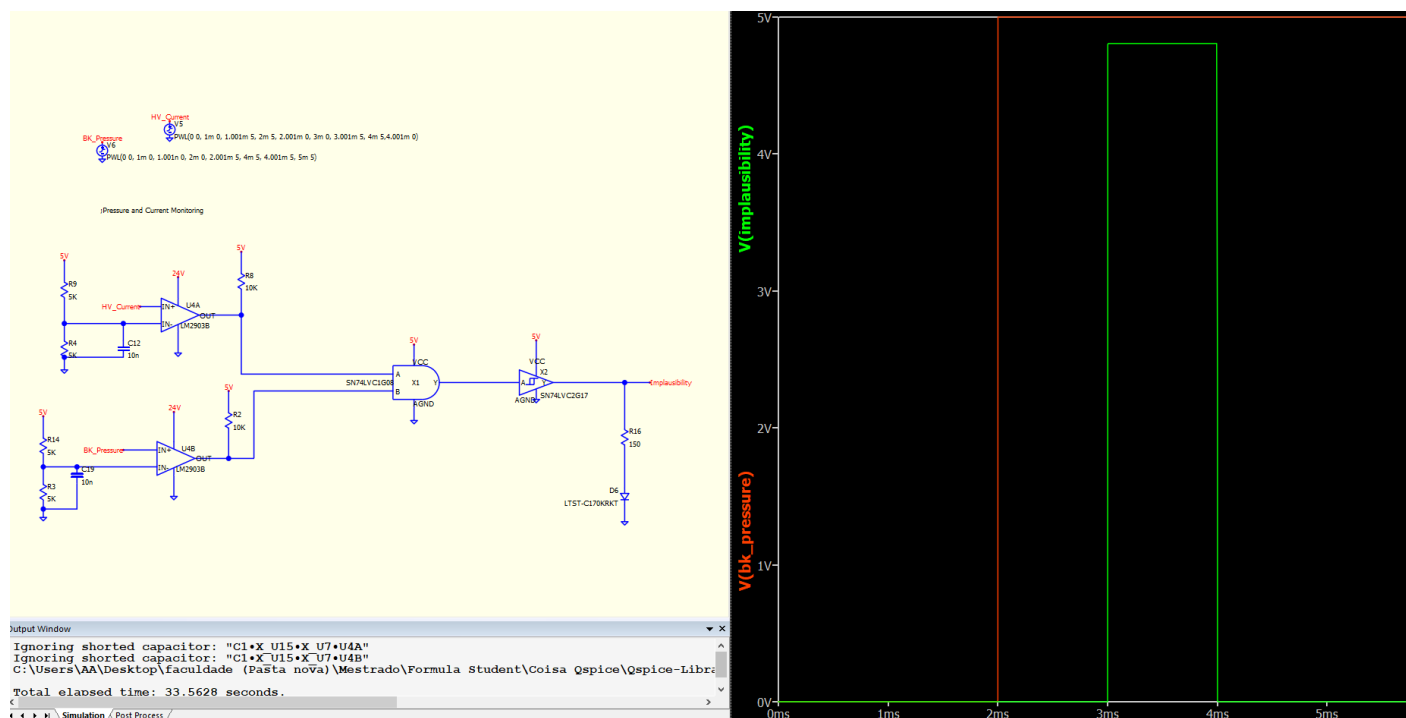 HV_Current
V5
PWL(0 0, 1m 0, 1.001m 5, 2m 5, 2.001m 0, 3m 0, 3.001m 5, 4m 5,4.001m 0)
BK_Pressure
V6
PWL(0 0, 1m 0, 1.001n 0, 2m 0, 2.001m 5, 4m 5, 4.001m 5, 5m 5)
Pressure and Current Monitoring
5V
R9
5K
HV_Current
R4
5K
C12
10n
24V
IN+
IN-
U4A
OUT
LM2903B
5V
R8
10K
5V
R14
5K
BK_Pressure
R3
5K
C19
10n
24V
IN+
IN-
U4B
OUT
LM2903B
5V
R2
10K
5V
VCC
SN74LVC1G08
A
B
X1
Y
AGND
5V
VCC
X2
A
Y
AGND
SN74LVC2G17
Implausibility
R16
150
D6
LTST-C170KRKT
Output Window
Ignoring shorted capacitor: "C1•X_U15•X_U7•U4A"
Ignoring shorted capacitor: "C1•X_U15•X_U7•U4B"
C:\Users\AA\Desktop\faculdade (Pasta nova)\Mestrado\Formula Student\Coisa Qspice\Qspice-Libra
Total elapsed time: 33.5628 seconds.
Simulation / Post Process
V(implausibility)
V(bk_pressure)
5V
4V
3V
2V
1V
0V
0ms
1ms
2ms
3ms
4ms
5ms